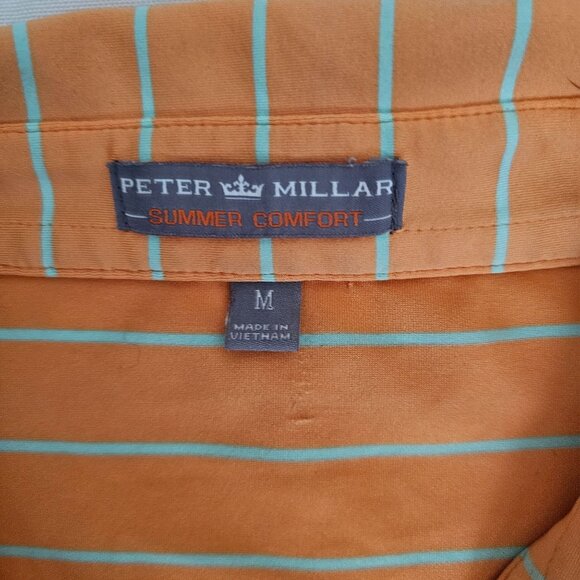 PETER MILLAR
SUMMER COMFORT
M
MADE IN
VIETNAM